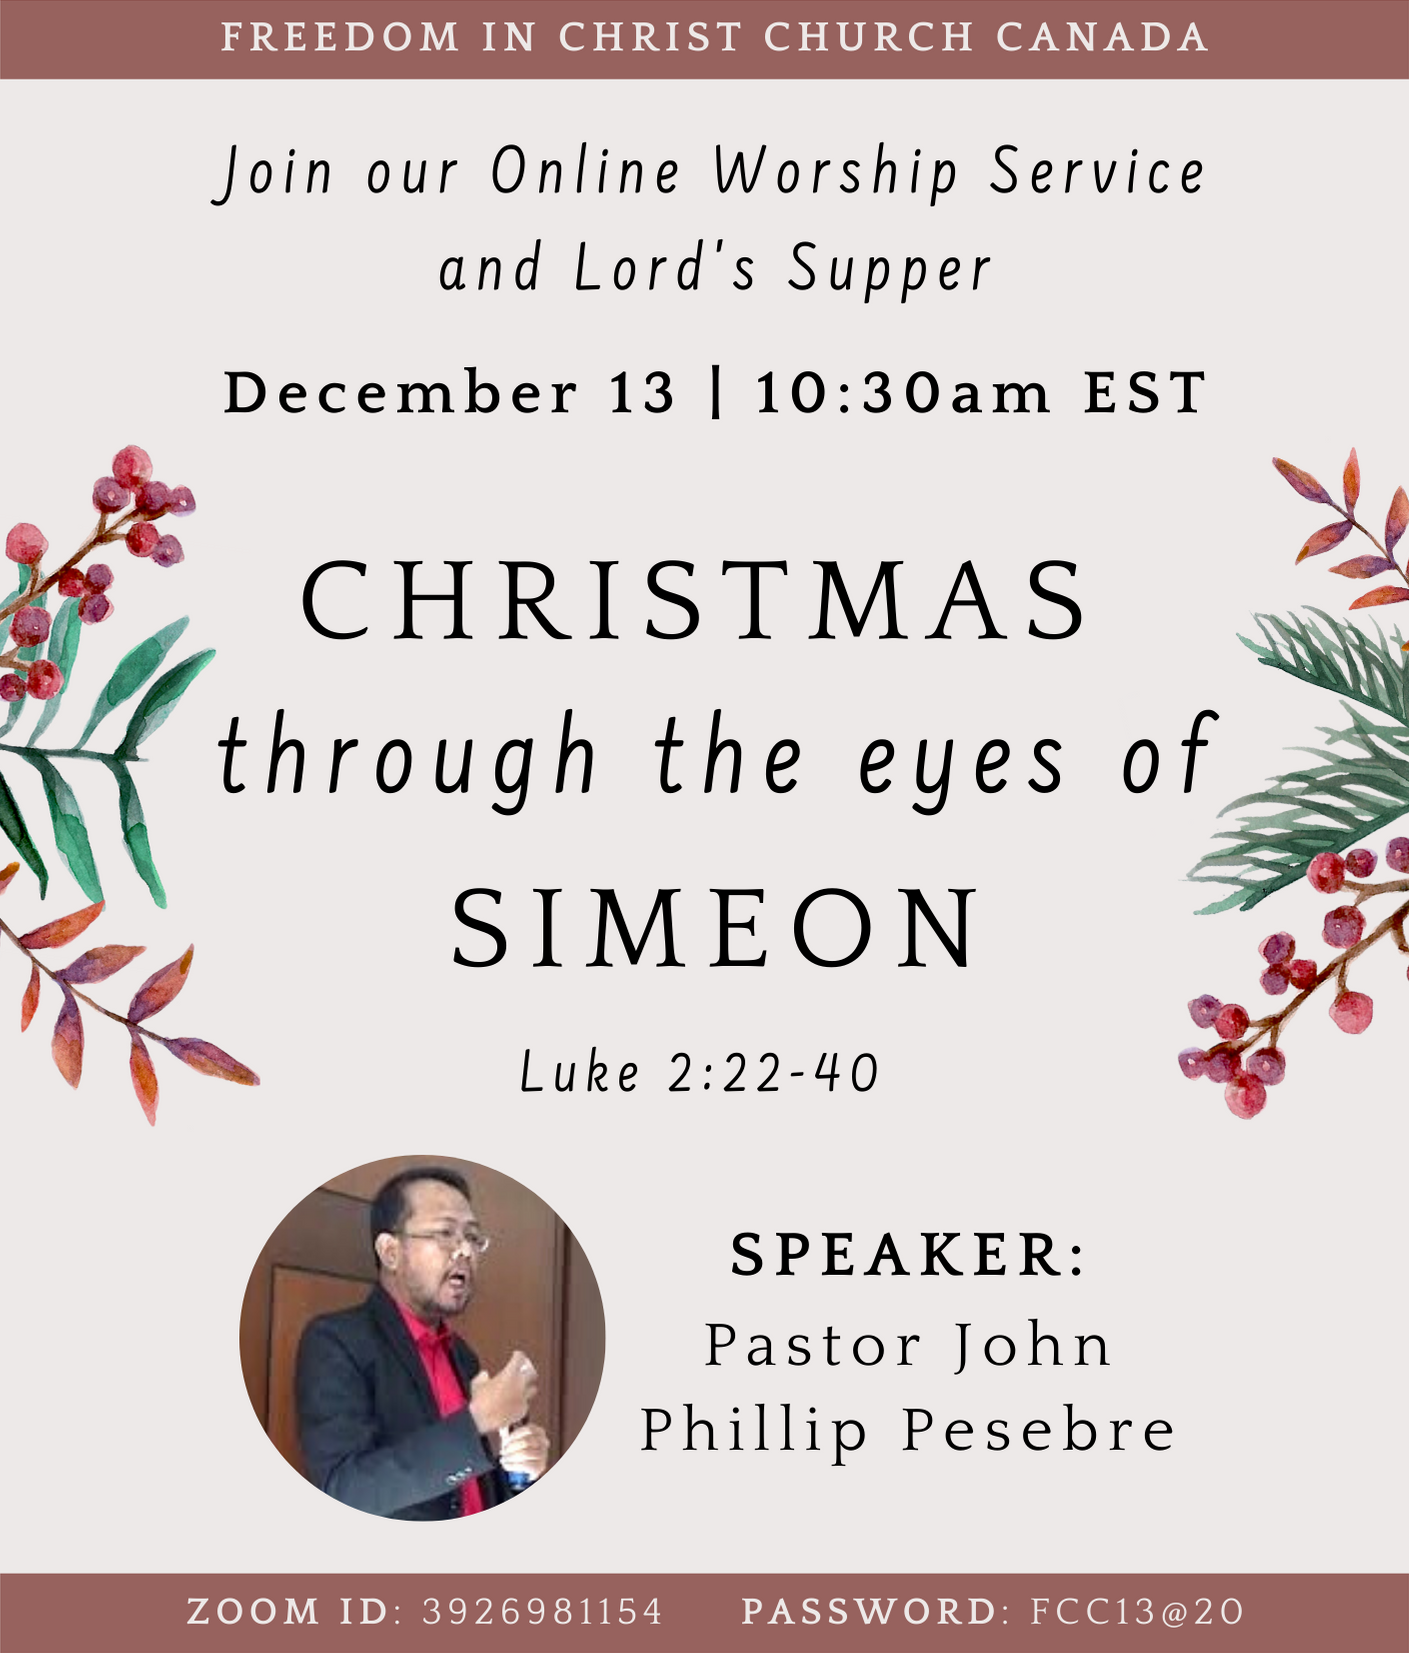 FREEDOM IN CHRIST CHURCH CANADA
Join our Online Worship Service
and Lord's Supper
December 13 | 10:30am EST
CHRISTMAS
through the eyes of
SIMEON
Luke 2:22-40
SPEAKER:
Pastor John
Phillip Pesebre
ZOOM ID: 3926981154 PASSWORD: FCC13@20